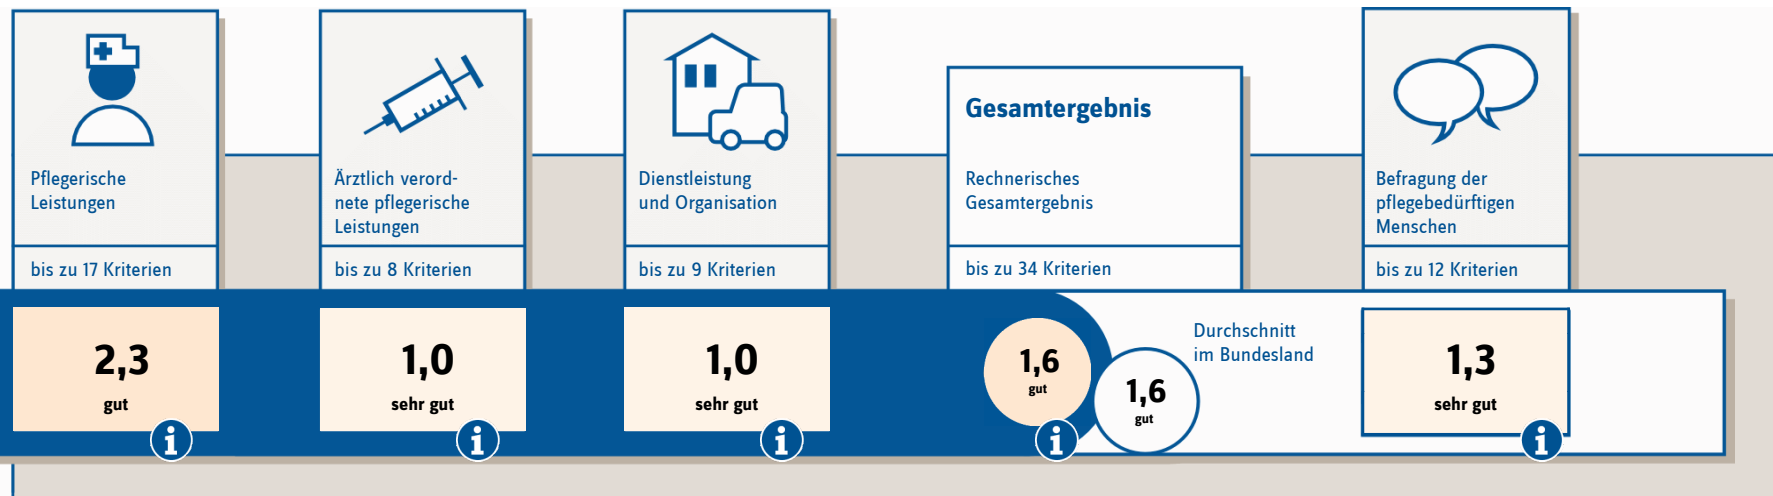 Pflegerische
Leistungen
bis zu 17 Kriterien
2,3
gut
i
Ärztlich verord-
nete pflegerische
Leistungen
bis zu 8 Kriterien
1,0
sehr gut
i
Dienstleistung
und Organisation
bis zu 9 Kriterien
1,0
sehr gut
i
Gesamtergebnis
Rechnerisches
Gesamtergebnis
bis zu 34 Kriterien
1,6
gut
i
Durchschnitt
im Bundesland
1,6
gut
Befragung der
pflegebedürftigen
Menschen
bis zu 12 Kriterien
1,3
sehr gut
i